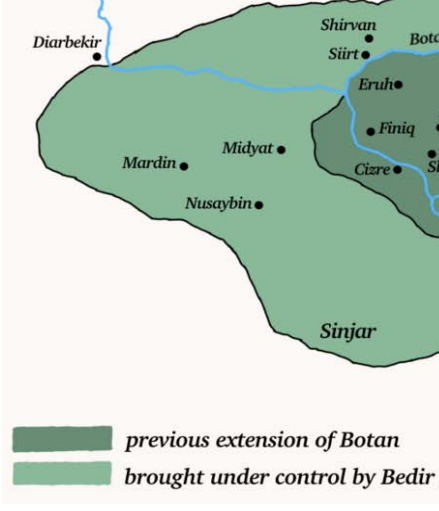 Shirvan
Diarbekir
Bota
Siirt
Eruh
Finiq
Midyat
Mardin
Cizre
Nusaybin
Sinjar
previous extension of Botan
brought under control by Bedir